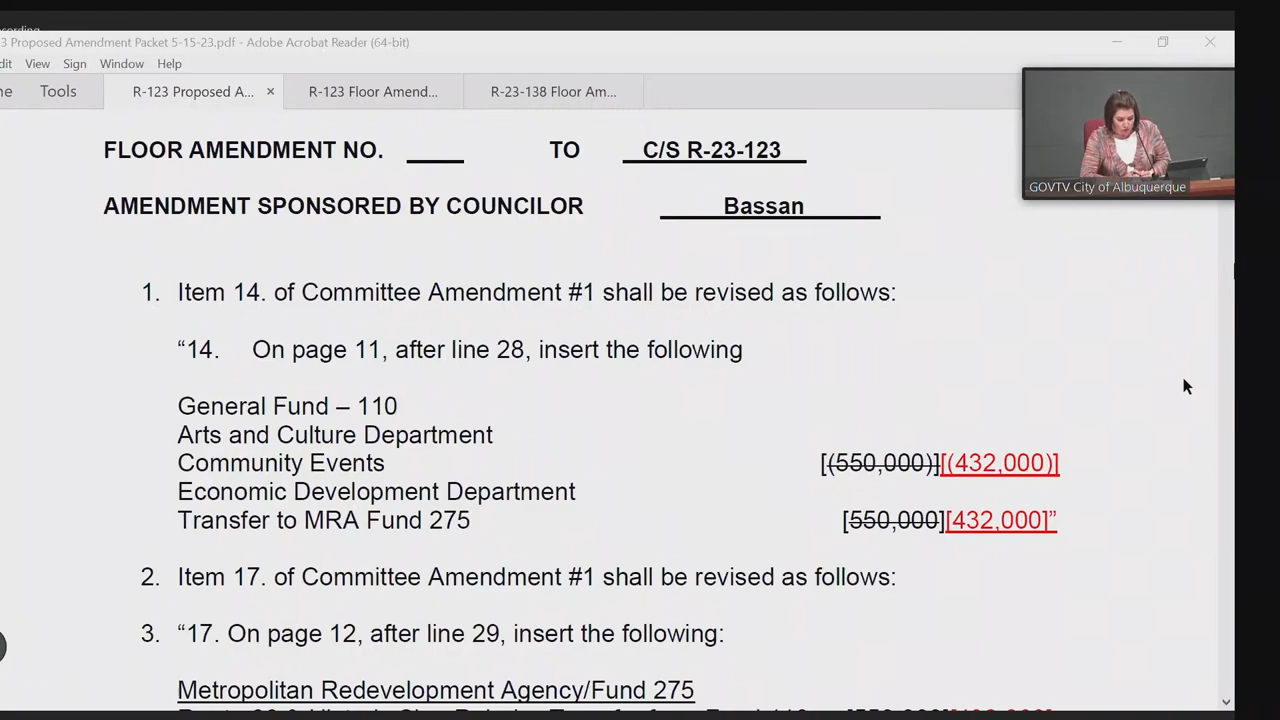 3 Proposed Amendment Packet 5-15-23.pdf - Adobe Acrobat Reader (64-bit)
View Sign Window Help
Tools R-123 Proposed A... × R-123 Floor Amend... R-23-138 Floor Am...
GOVTV City of Albuquerque
FLOOR AMENDMENT NO. ____ TO C/S R-23-123
AMENDMENT SPONSORED BY COUNCILOR Bassan
1. Item 14. of Committee Amendment #1 shall be revised as follows:
“14. On page 11, after line 28, insert the following
General Fund – 110
Arts and Culture Department
Community Events [(550,000)][(432,000)]
Economic Development Department
Transfer to MRA Fund 275 [550,000][432,000]”
2. Item 17. of Committee Amendment #1 shall be revised as follows:
3. “17. On page 12, after line 29, insert the following:
Metropolitan Redevelopment Agency/Fund 275